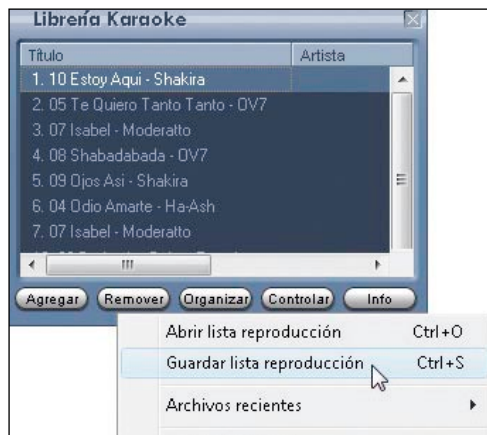 Librería Karaoke
Título Artista
1. 10 Estoy Aqui - Shakira
2. 05 Te Quiero Tanto Tanto - OV7
3. 07 Isabel - Moderatto
4. 08 Shabadabada - OV7
5. 09 Ojos Asi - Shakira
6. 04 Odio Amarte - Ha-Ash
7. 07 Isabel - Moderatto
Agregar Remover Organizar Controlar Info
Abrir lista reproducción Ctrl+O
Guardar lista reproducción Ctrl+S
Archivos recientes